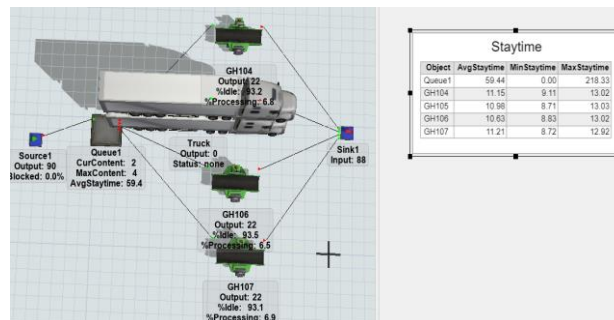 GH104
Output: 22
%Idle: 93.2
%Processing: 6.8
Source1
Output: 90
Blocked: 0.0%
Queue1
CurContent: 2
MaxContent: 4
AvgStaytime: 59.4
Truck
Output: 0
Status: none
Sink1
Input: 88
GH106
Output: 22
%Idle: 93.5
%Processing: 6.5
GH107
Output: 22
%Idle: 93.1
%Processing: 6.9
Staytime
Object AvgStaytime MinStaytime MaxStaytime
Queue1 59.44 0.00 218.33
GH104 11.15 9.11 13.02
GH105 10.98 8.71 13.03
GH106 10.63 8.83 13.02
GH107 11.21 8.72 12.92